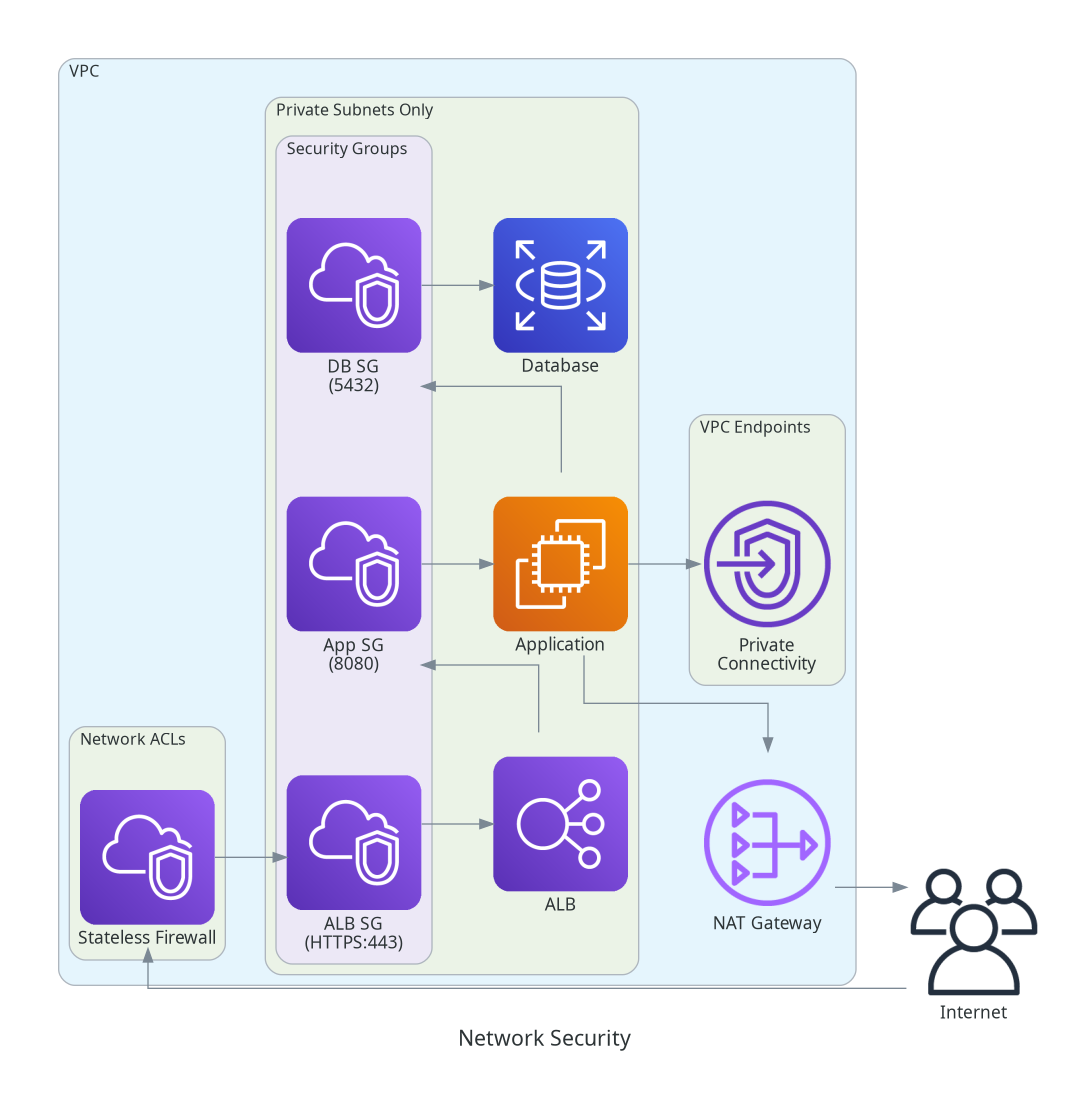 VPC
Private Subnets Only
Security Groups
DB SG
(5432)
Database
VPC Endpoints
App SG
(8080)
Application
Private
Connectivity
Network ACLs
Stateless Firewall
ALB SG
(HTTPS:443)
ALB
NAT Gateway
Internet
Network Security